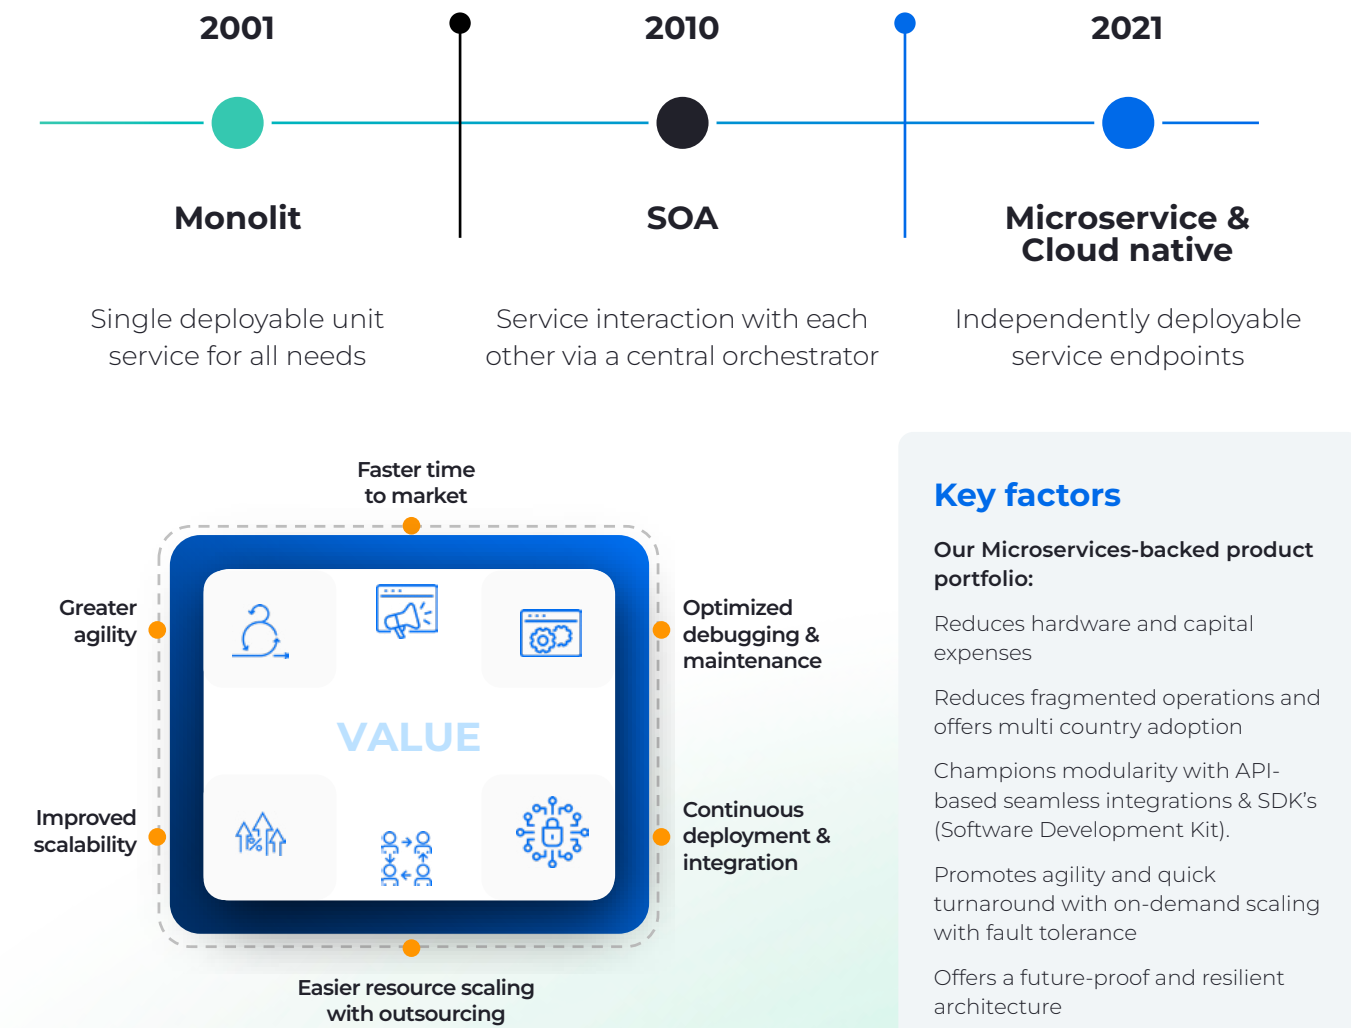 2001
2010
2021
Monolit
SOA
Microservice &
Cloud native
Single deployable unit
service for all needs
Service interaction with each
other via a central orchestrator
Independently deployable
service endpoints
Faster time
to market
Greater
agility
Optimized
debugging &
maintenance
VALUE
%
Improved
scalability
Continuous
deployment &
integration
Easier resource scaling
with outsourcing
Key factors
Our Microservices-backed product
portfolio:
Reduces hardware and capital
expenses
Reduces fragmented operations and
offers multi country adoption
Champions modularity with API-
based seamless integrations & SDK’s
(Software Development Kit).
Promotes agility and quick
turnaround with on-demand scaling
with fault tolerance
Offers a future-proof and resilient
architecture